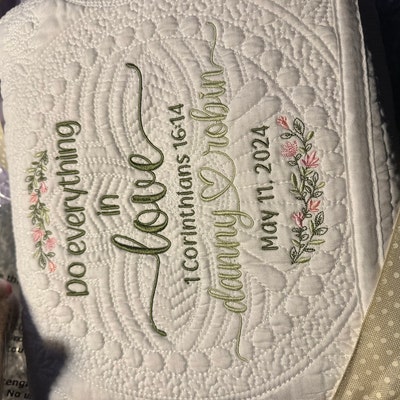 Do everything
in
love
1 Corinthians 16:14
danny robin
May 11, 2024